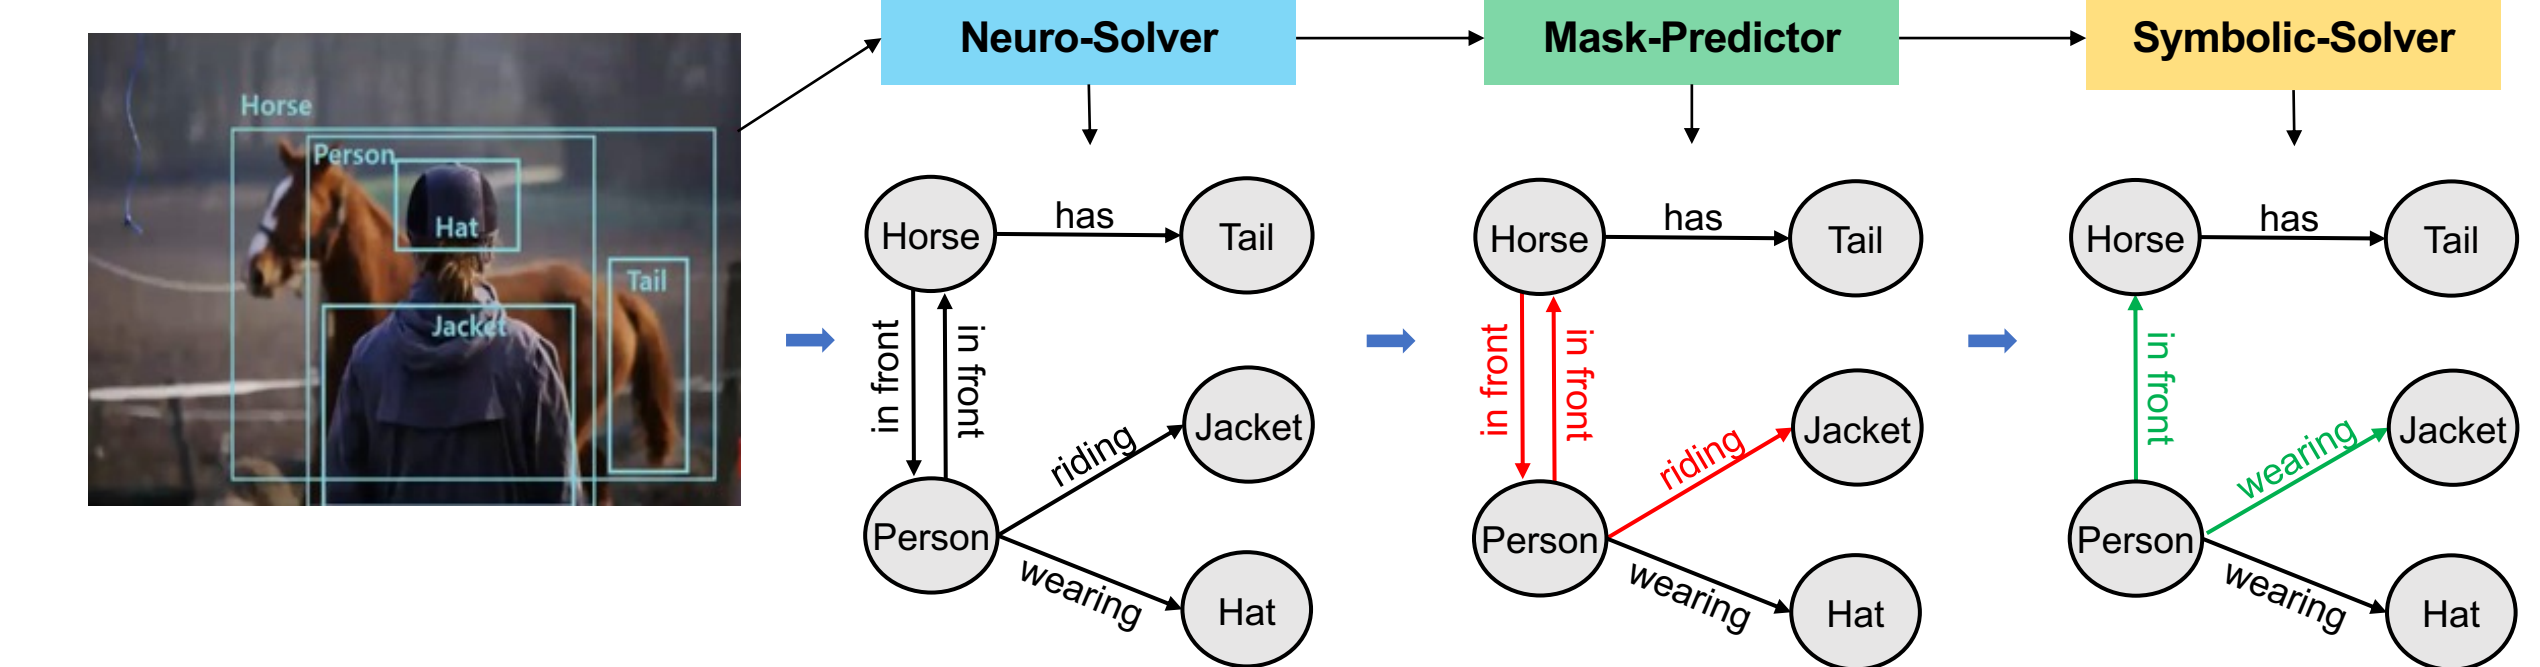 Neuro-Solver
Mask-Predictor
Symbolic-Solver
Horse
Person
Hat
Tail
Jacket
Horse
has
Tail
in front
in front
riding
Jacket
Person
wearing
Hat
Horse
has
Tail
in front
in front
riding
Jacket
Person
wearing
Hat
Horse
has
Tail
in front
wearing
Jacket
Person
wearing
Hat